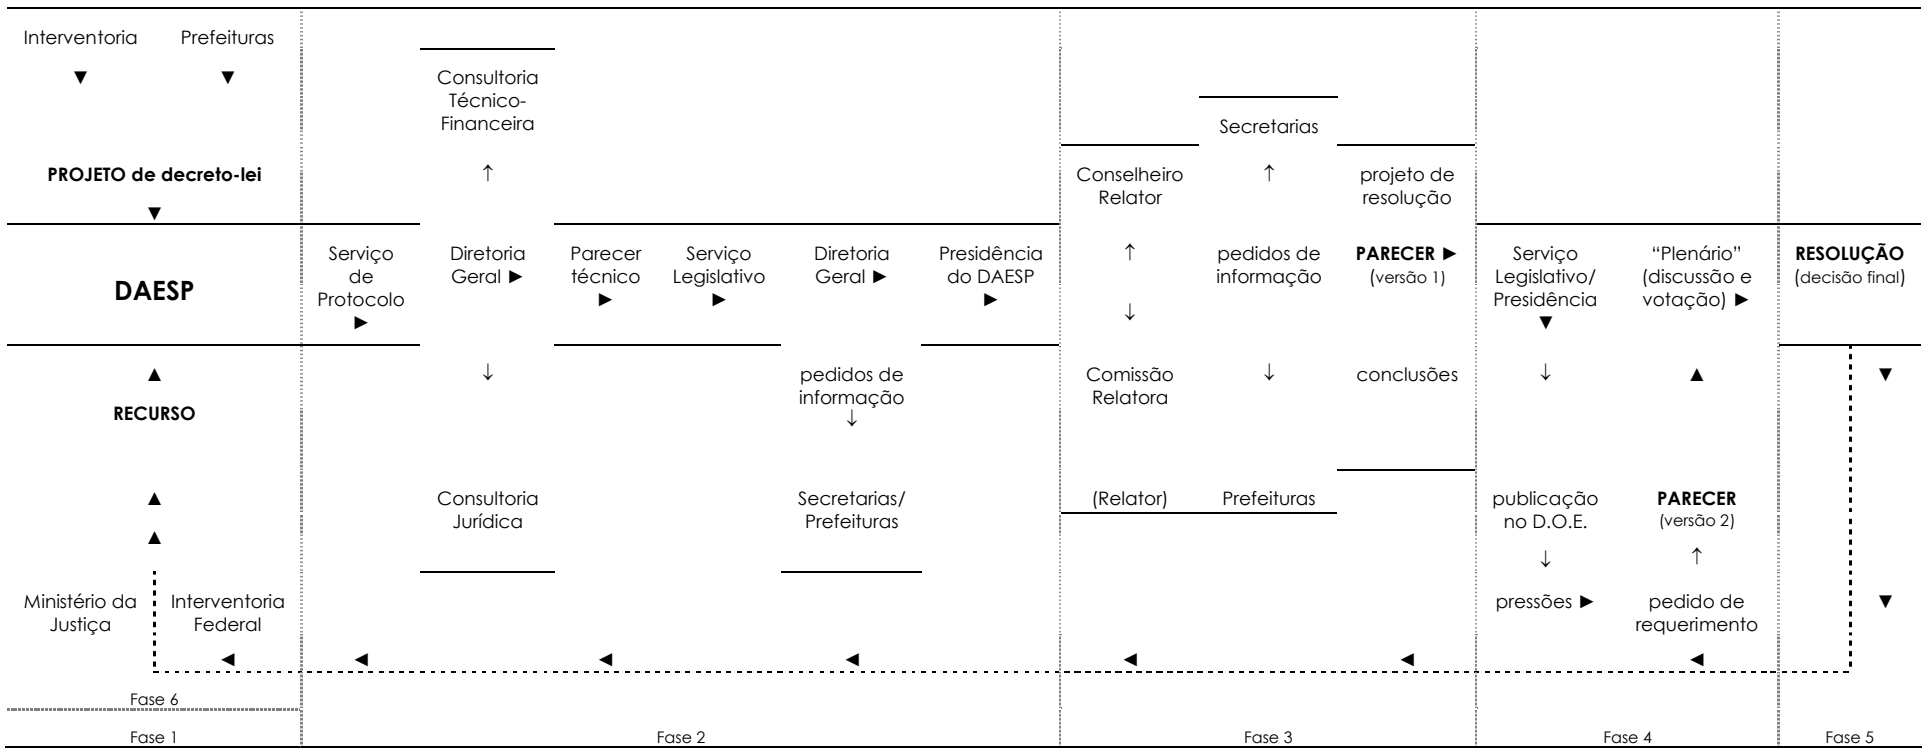 Interventoria
Prefeituras
▼
▼
PROJETO de decreto-lei
▼
DAESP
▲
RECURSO
▲
▲
Ministério da
Justiça
Interventoria
Federal
◄
Fase 6
Fase 1
Serviço
de
Protocolo
►
Consultoria
Técnico-
Financeira
↑
Diretoria
Geral ►
↓
Consultoria
Jurídica
Parecer
técnico
►
Serviço
Legislativo
►
Diretoria
Geral ►
pedidos de
informação
↓
Secretarias/
Prefeituras
Presidência
do DAESP
►
◄
◄
◄
Fase 2
Conselheiro
Relator
↑
↓
Comissão
Relatora
(Relator)
Secretarias
↑
pedidos de
informação
↓
Prefeituras
projeto de
resolução
PARECER ►
(versão 1)
conclusões
◄
◄
Fase 3
Serviço
Legislativo/
Presidência
▼
↓
publicação
no D.O.E.
↓
pressões ►
“Plenário”
(discussão e
votação) ►
▲
PARECER
(versão 2)
↑
pedido de
requerimento
◄
Fase 4
RESOLUÇÃO
(decisão final)
▼
▼
Fase 5